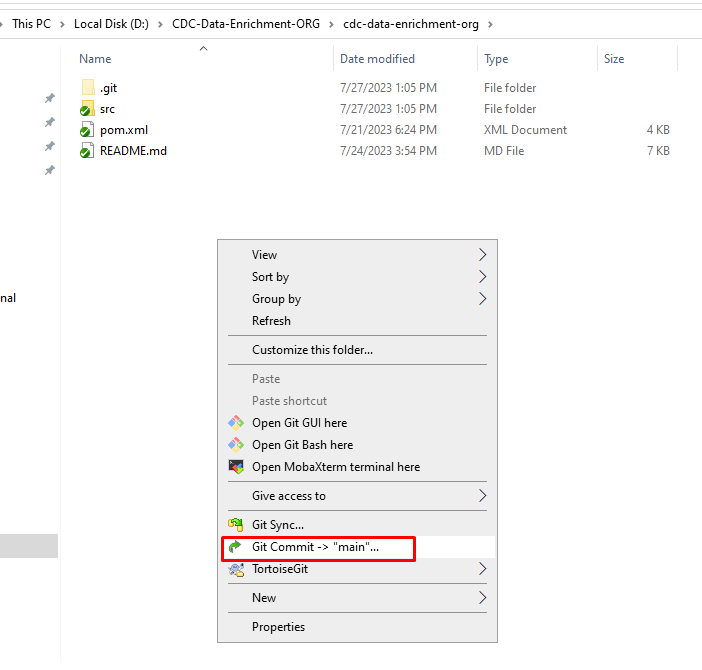 This PC > Local Disk (D:) > CDC-Data-Enrichment-ORG > cdc-data-enrichment-org >
Name Date modified Type Size
.git 7/27/2023 1:05 PM File folder
src 7/27/2023 1:05 PM File folder
pom.xml 7/21/2023 6:24 PM XML Document 4 KB
README.md 7/24/2023 3:54 PM MD File 7 KB
View
Sort by
nal
Group by
Refresh
Customize this folder...
Paste
Paste shortcut
Open Git GUI here
Open Git Bash here
Open MobaXterm terminal here
Give access to
Git Sync...
Git Commit -> "main"...
TortoiseGit
New
Properties